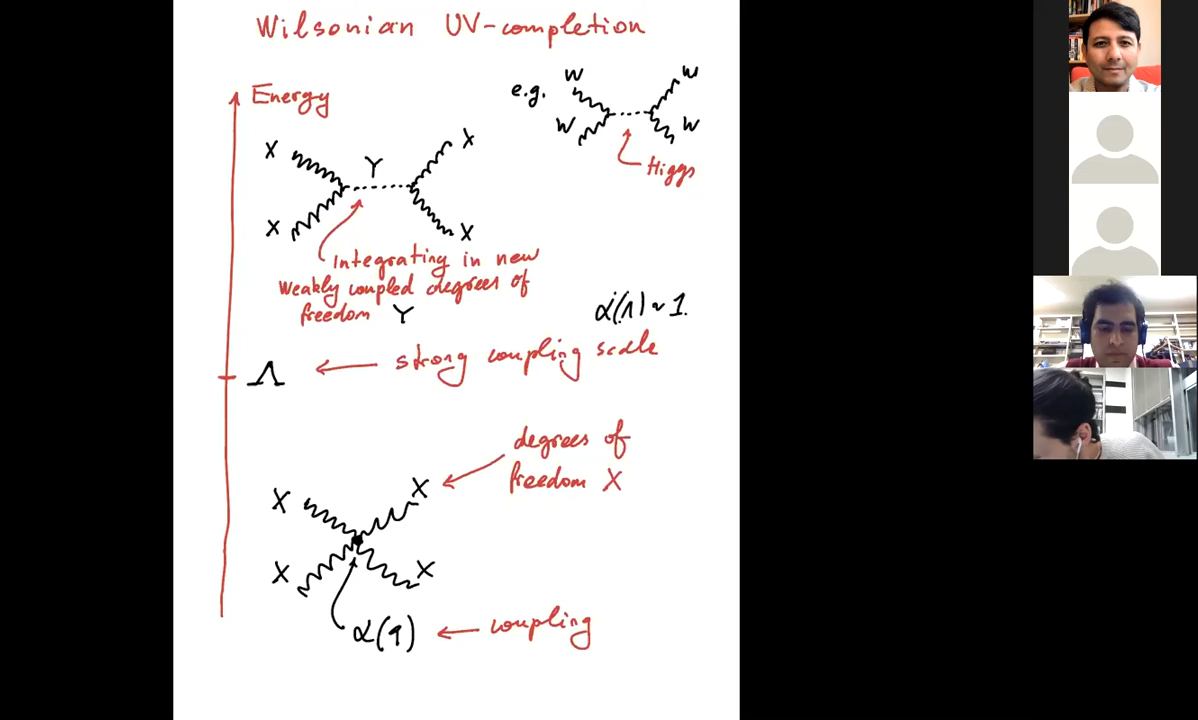 Wilsonian UV-completion
Energy
e.g.
W
W
W
W
Higgs
X
X
Y
X
X
Integrating in new
Weakly coupled degrees of
freedom Y
α(Λ) ~ 1.
Λ ← strong coupling scale
degrees of
freedom X
X
X
X
X
α(q) ← coupling